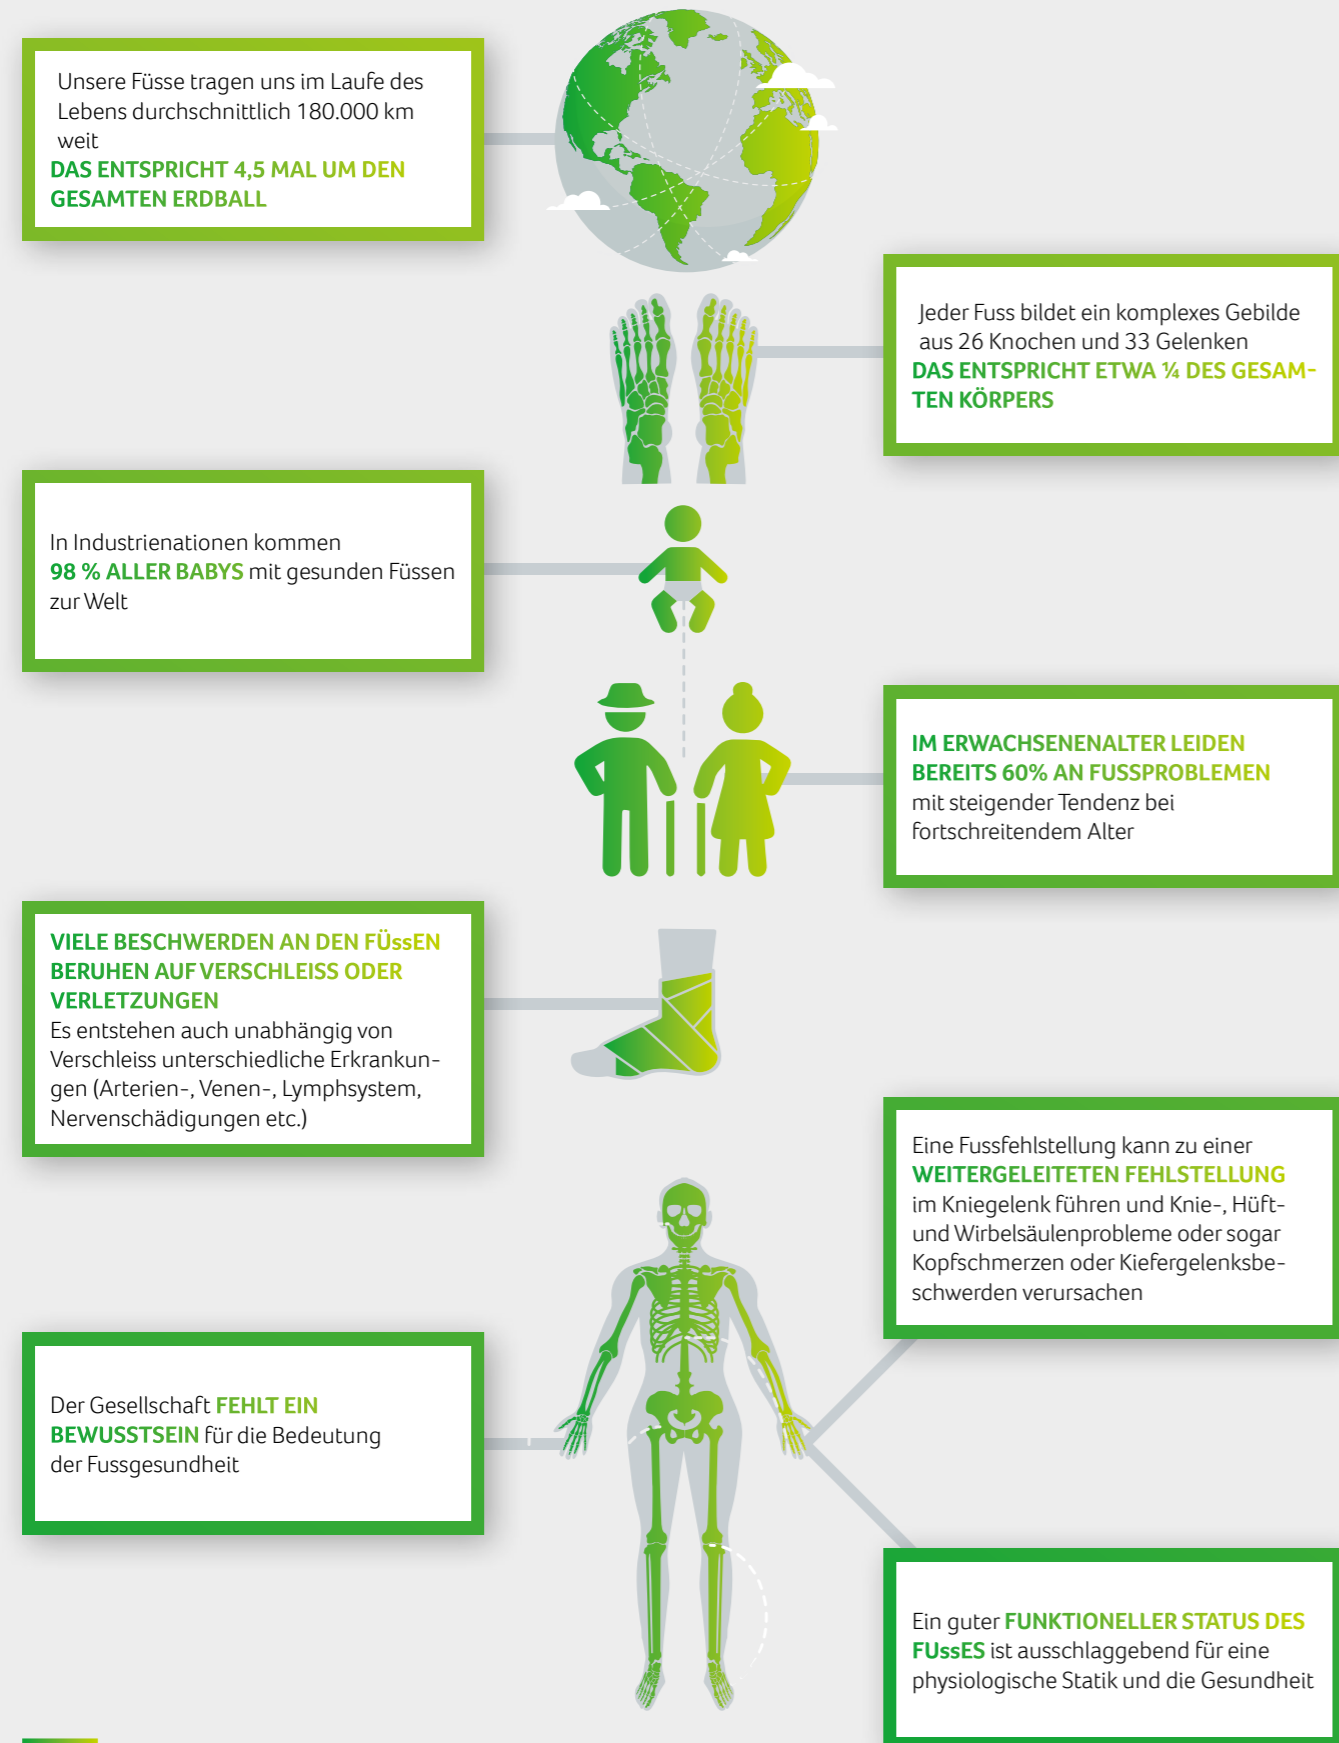 Unsere Füsse tragen uns im Laufe des
Lebens durchschnittlich 180.000 km
weit
DAS ENTSPRICHT 4,5 MAL UM DEN
GESAMTEN ERDBALL
Jeder Fuss bildet ein komplexes Gebilde
aus 26 Knochen und 33 Gelenken
DAS ENTSPRICHT ETWA ¼ DES GESAM-
TEN KÖRPERS
In Industrienationen kommen
98 % ALLER BABYS mit gesunden Füssen
zur Welt
IM ERWACHSENENALTER LEIDEN
BEREITS 60% AN FUSSPROBLEMEN
mit steigender Tendenz bei
fortschreitendem Alter
VIELE BESCHWERDEN AN DEN FÜssEN
BERUHEN AUF VERSCHLEISS ODER
VERLETZUNGEN
Es entstehen auch unabhängig von
Verschleiss unterschiedliche Erkrankun-
gen (Arterien-, Venen-, Lymphsystem,
Nervenschädigungen etc.)
Eine Fussfehlstellung kann zu einer
WEITERGELEITETEN FEHLSTELLUNG
im Kniegelenk führen und Knie-, Hüft-
und Wirbelsäulenprobleme oder sogar
Kopfschmerzen oder Kiefergelenksbe-
schwerden verursachen
Der Gesellschaft FEHLT EIN
BEWUSSTSEIN für die Bedeutung
der Fussgesundheit
Ein guter FUNKTIONELLER STATUS DES
FUssES ist ausschlaggebend für eine
physiologische Statik und die Gesundheit